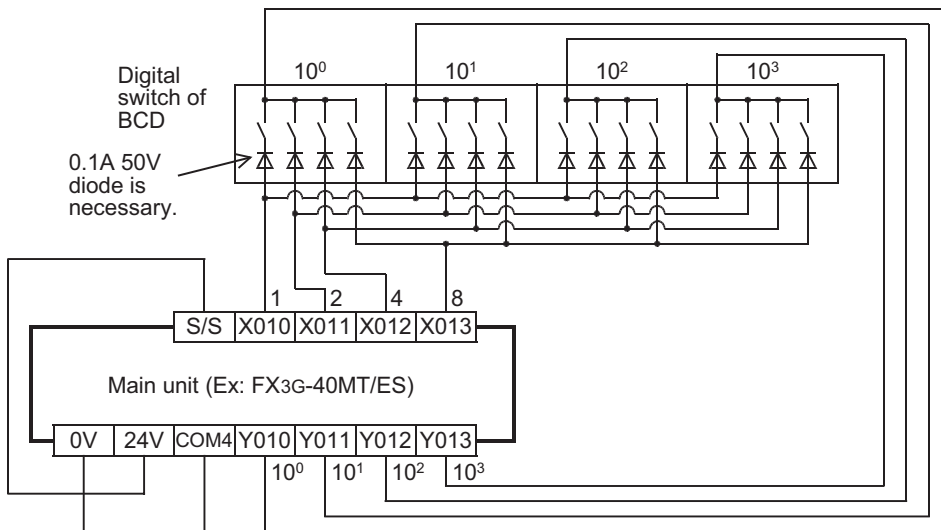 10⁰ 10¹ 10² 10³
Digital
switch of
BCD
0.1A 50V
diode is
necessary.
1 2 4 8
S/S X010 X011 X012 X013
Main unit (Ex: FX3G-40MT/ES)
0V 24V COM4 Y010 Y011 Y012 Y013
10⁰ 10¹ 10² 10³